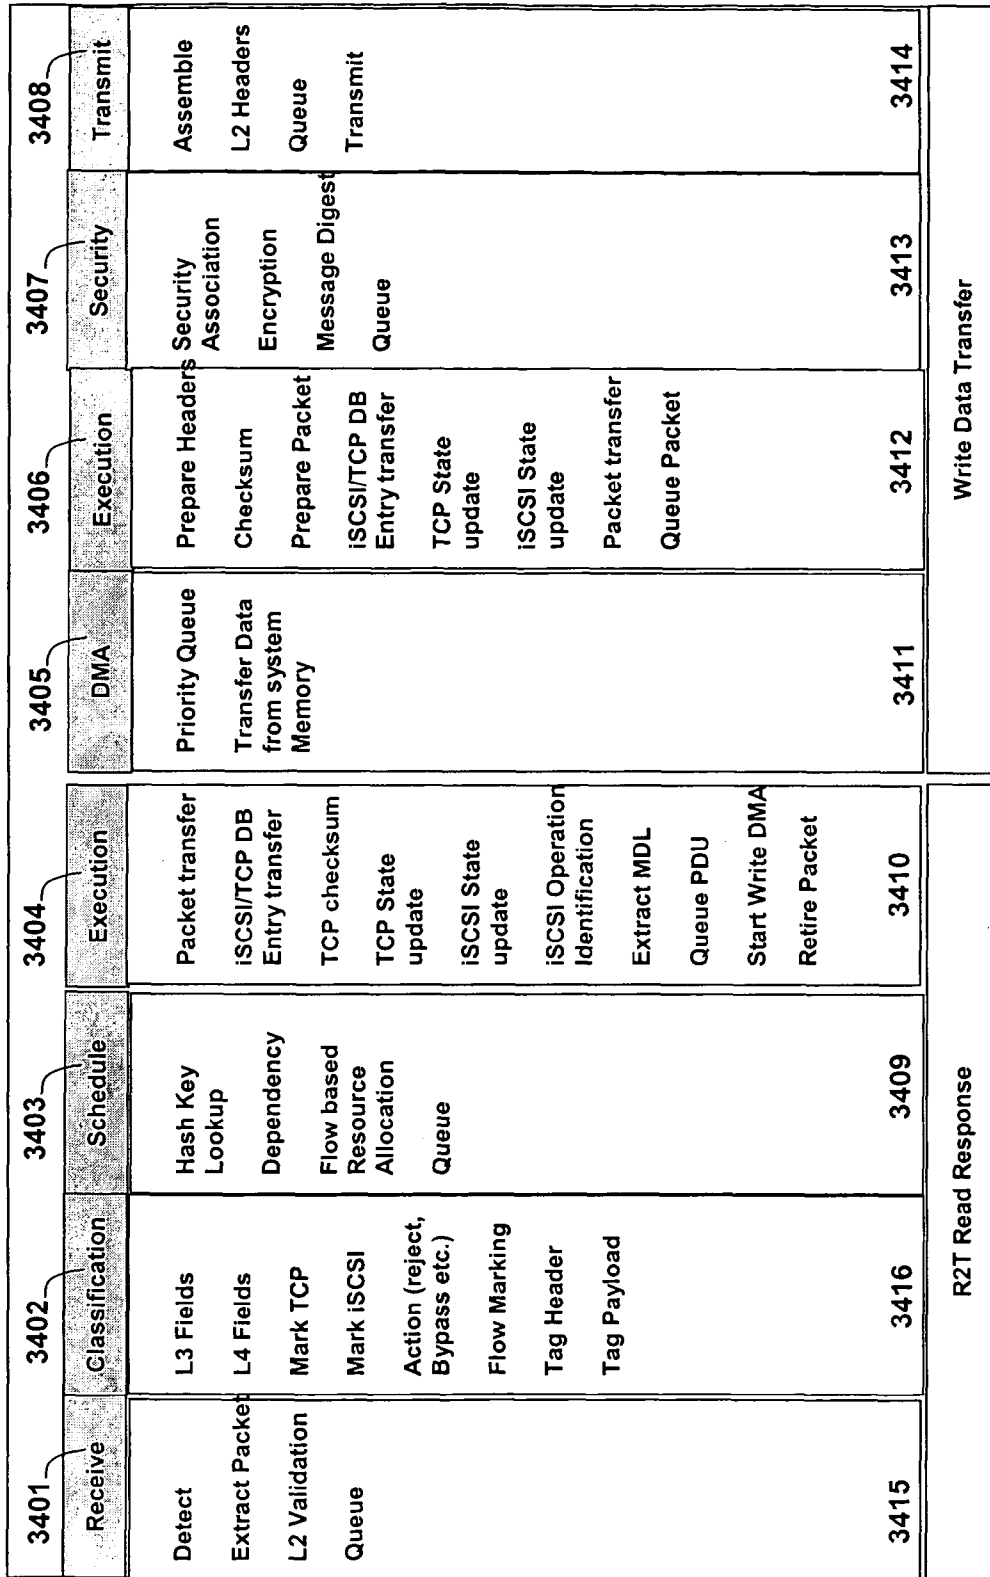 3401
Receive
Detect
Extract Packet
L2 Validation
Queue
3415
3402
Classification
L3 Fields
L4 Fields
Mark TCP
Mark iSCSI
Action (reject,
Bypass etc.)
Flow Marking
Tag Header
Tag Payload
3416
3403
Schedule
Hash Key
Lookup
Dependency
Flow based
Resource
Allocation
Queue
3409
3404
Execution
Packet transfer
iSCSI/TCP DB
Entry transfer
TCP checksum
TCP State
update
iSCSI State
update
iSCSI Operation
Identification
Extract MDL
Queue PDU
Start Write DMA
Retire Packet
3410
R2T Read Response
3405
DMA
Priority Queue
Transfer Data
from system
Memory
3411
3406
Execution
Prepare Headers
Checksum
Prepare Packet
iSCSI/TCP DB
Entry transfer
TCP State
update
iSCSI State
update
Packet transfer
Queue Packet
3412
3407
Security
Security
Association
Encryption
Message Digest
Queue
3413
3408
Transmit
Assemble
L2 Headers
Queue
Transmit
3414
Write Data Transfer